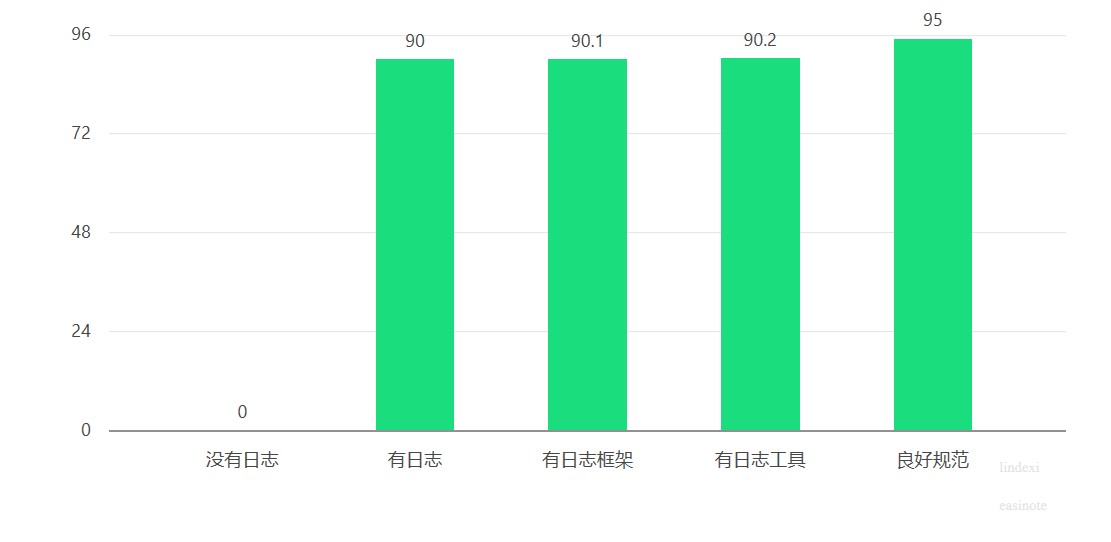 95
96
90
90.1
90.2
72
48
24
0
0
没有日志
有日志
有日志框架
有日志工具
良好规范
lindexi
easinote